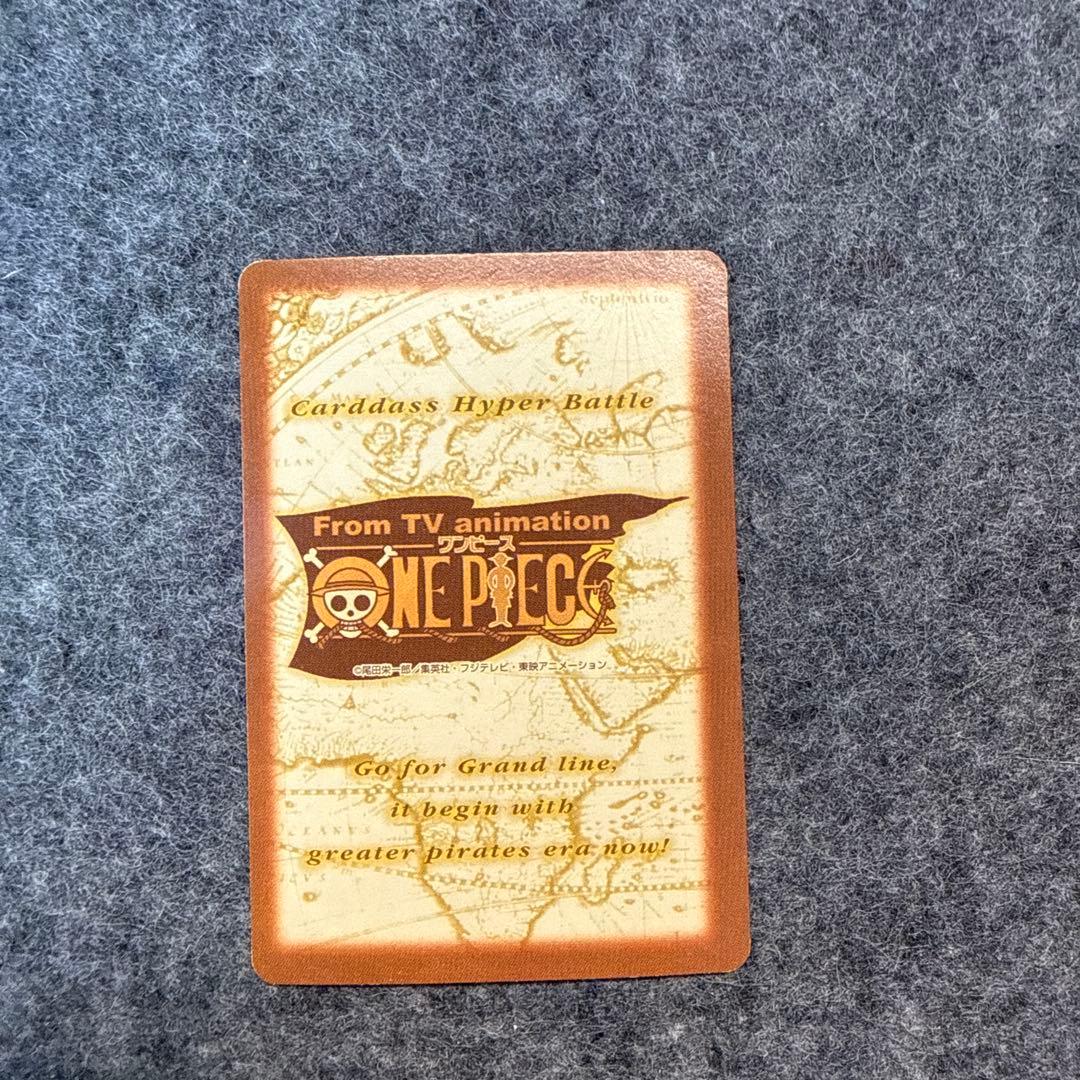 Septentrio
Carddass Hyper Battle
From TV animation
ワンピース
ONE PIECE
©尾田栄一郎／集英社・フジテレビ・東映アニメーション
Go for Grand line,
it begin with
greater pirates era now!